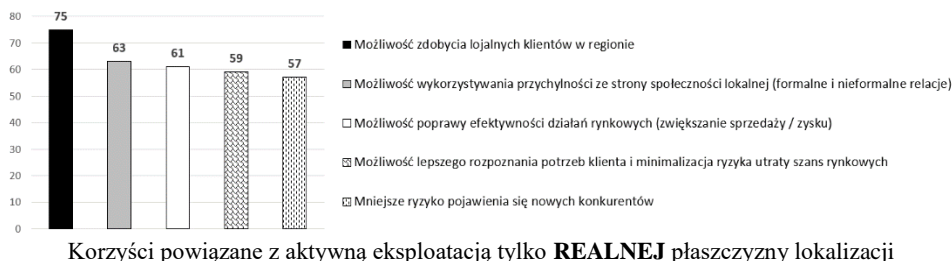 80
70
60
50
40
30
20
10
0
75
63
61
59
57
Możliwość zdobycia lojalnych klientów w regionie
Możliwość wykorzystywania przychylności ze strony społeczności lokalnej (formalne i nieformalne relacje)
Możliwość poprawy efektywności działań rynkowych (zwiększanie sprzedaży / zysku)
Możliwość lepszego rozpoznania potrzeb klienta i minimalizacja ryzyka utraty szans rynkowych
Mniejsze ryzyko pojawienia się nowych konkurentów
Korzyści powiązane z aktywną eksploatacją tylko REALNEJ płaszczyzny lokalizacji